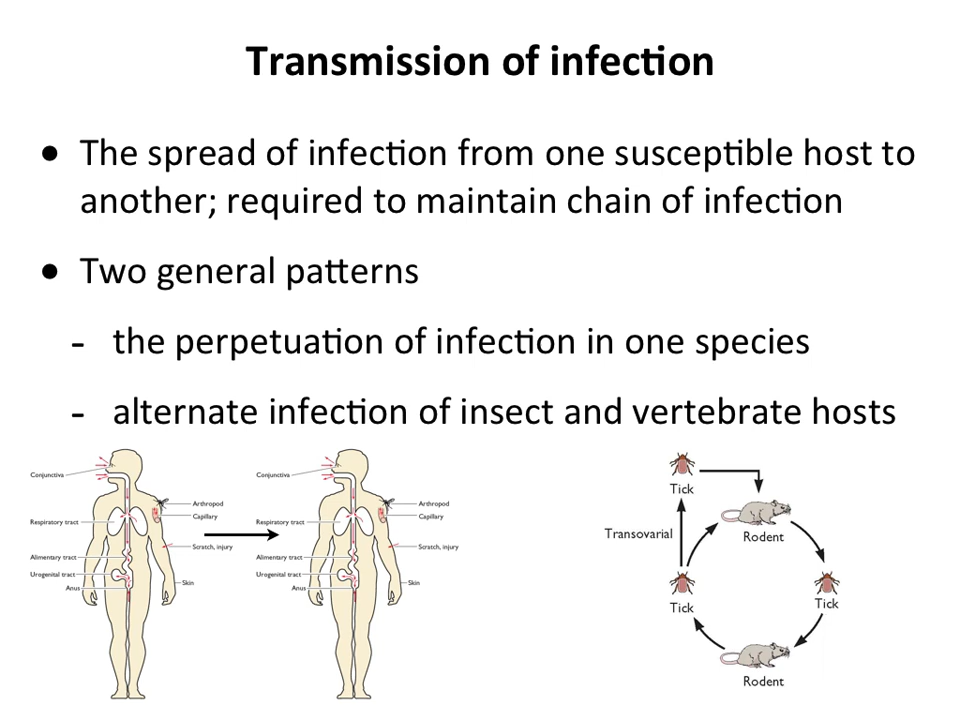 Transmission of infection
• The spread of infection from one susceptible host to
another; required to maintain chain of infection
• Two general patterns
- the perpetuation of infection in one species
- alternate infection of insect and vertebrate hosts
Conjunctiva
Arthropod
Capillary
Respiratory tract
Scratch, injury
Alimentary tract
Urogenital tract
Skin
Anus
Conjunctiva
Arthropod
Capillary
Respiratory tract
Scratch, injury
Alimentary tract
Urogenital tract
Skin
Anus
Tick
Transovarial
Rodent
Tick
Tick
Rodent